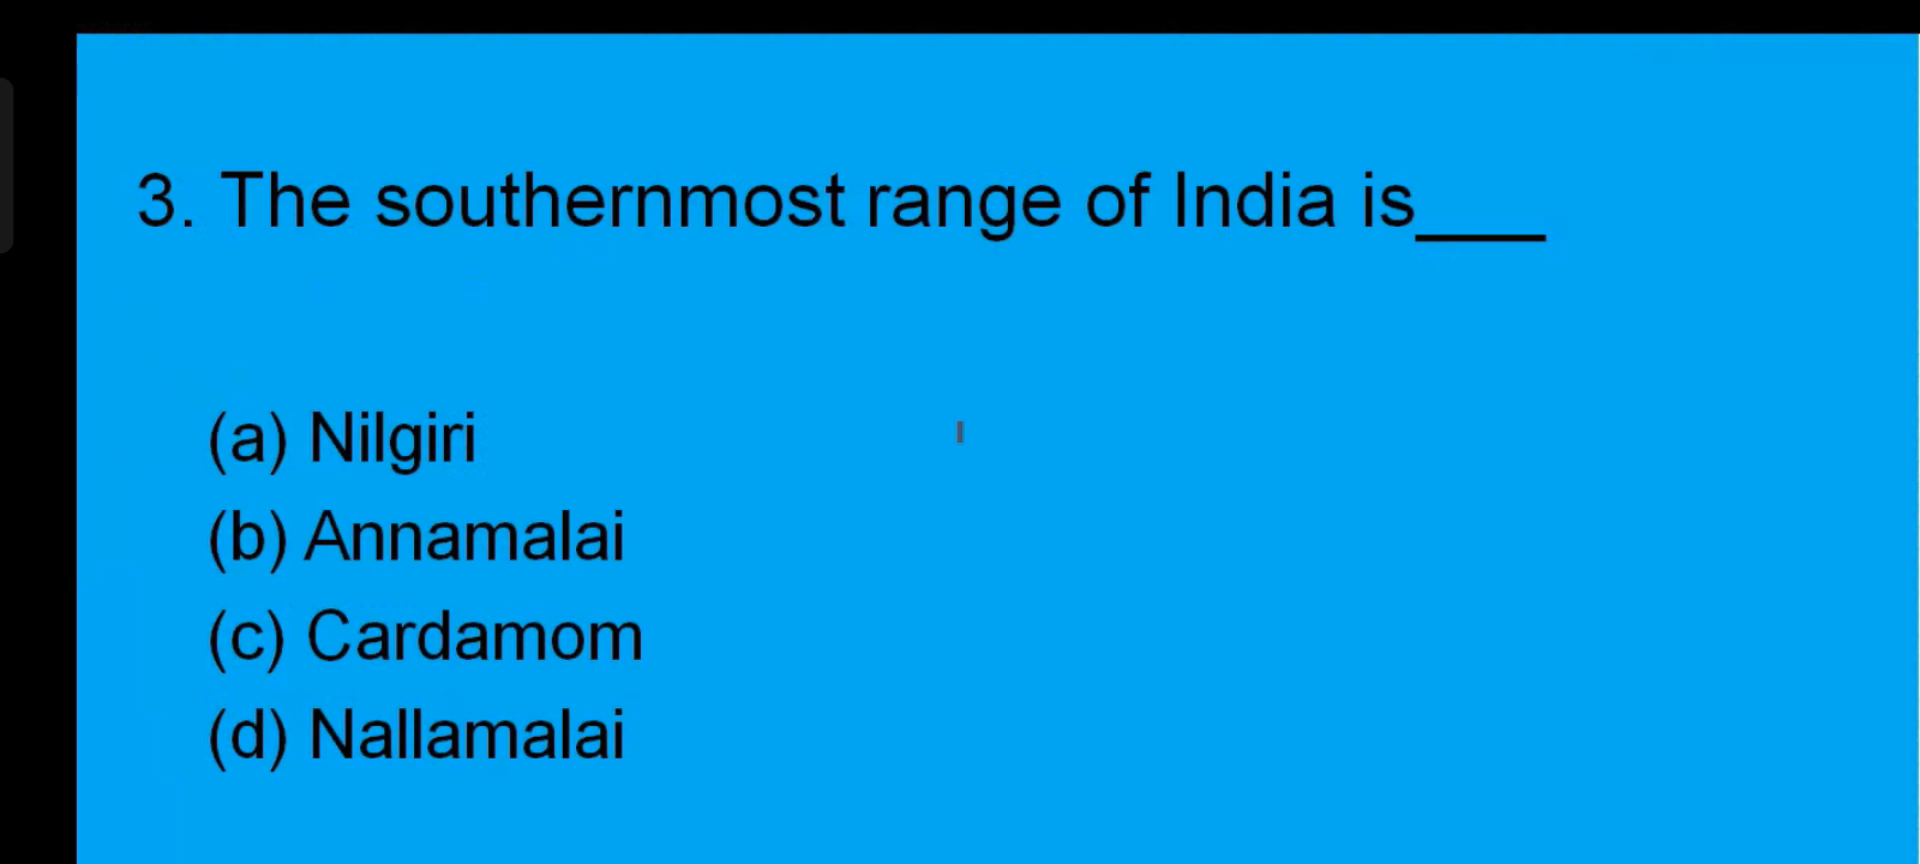 3. The southernmost range of India is___
(a) Nilgiri
(b) Annamalai
(c) Cardamom
(d) Nallamalai